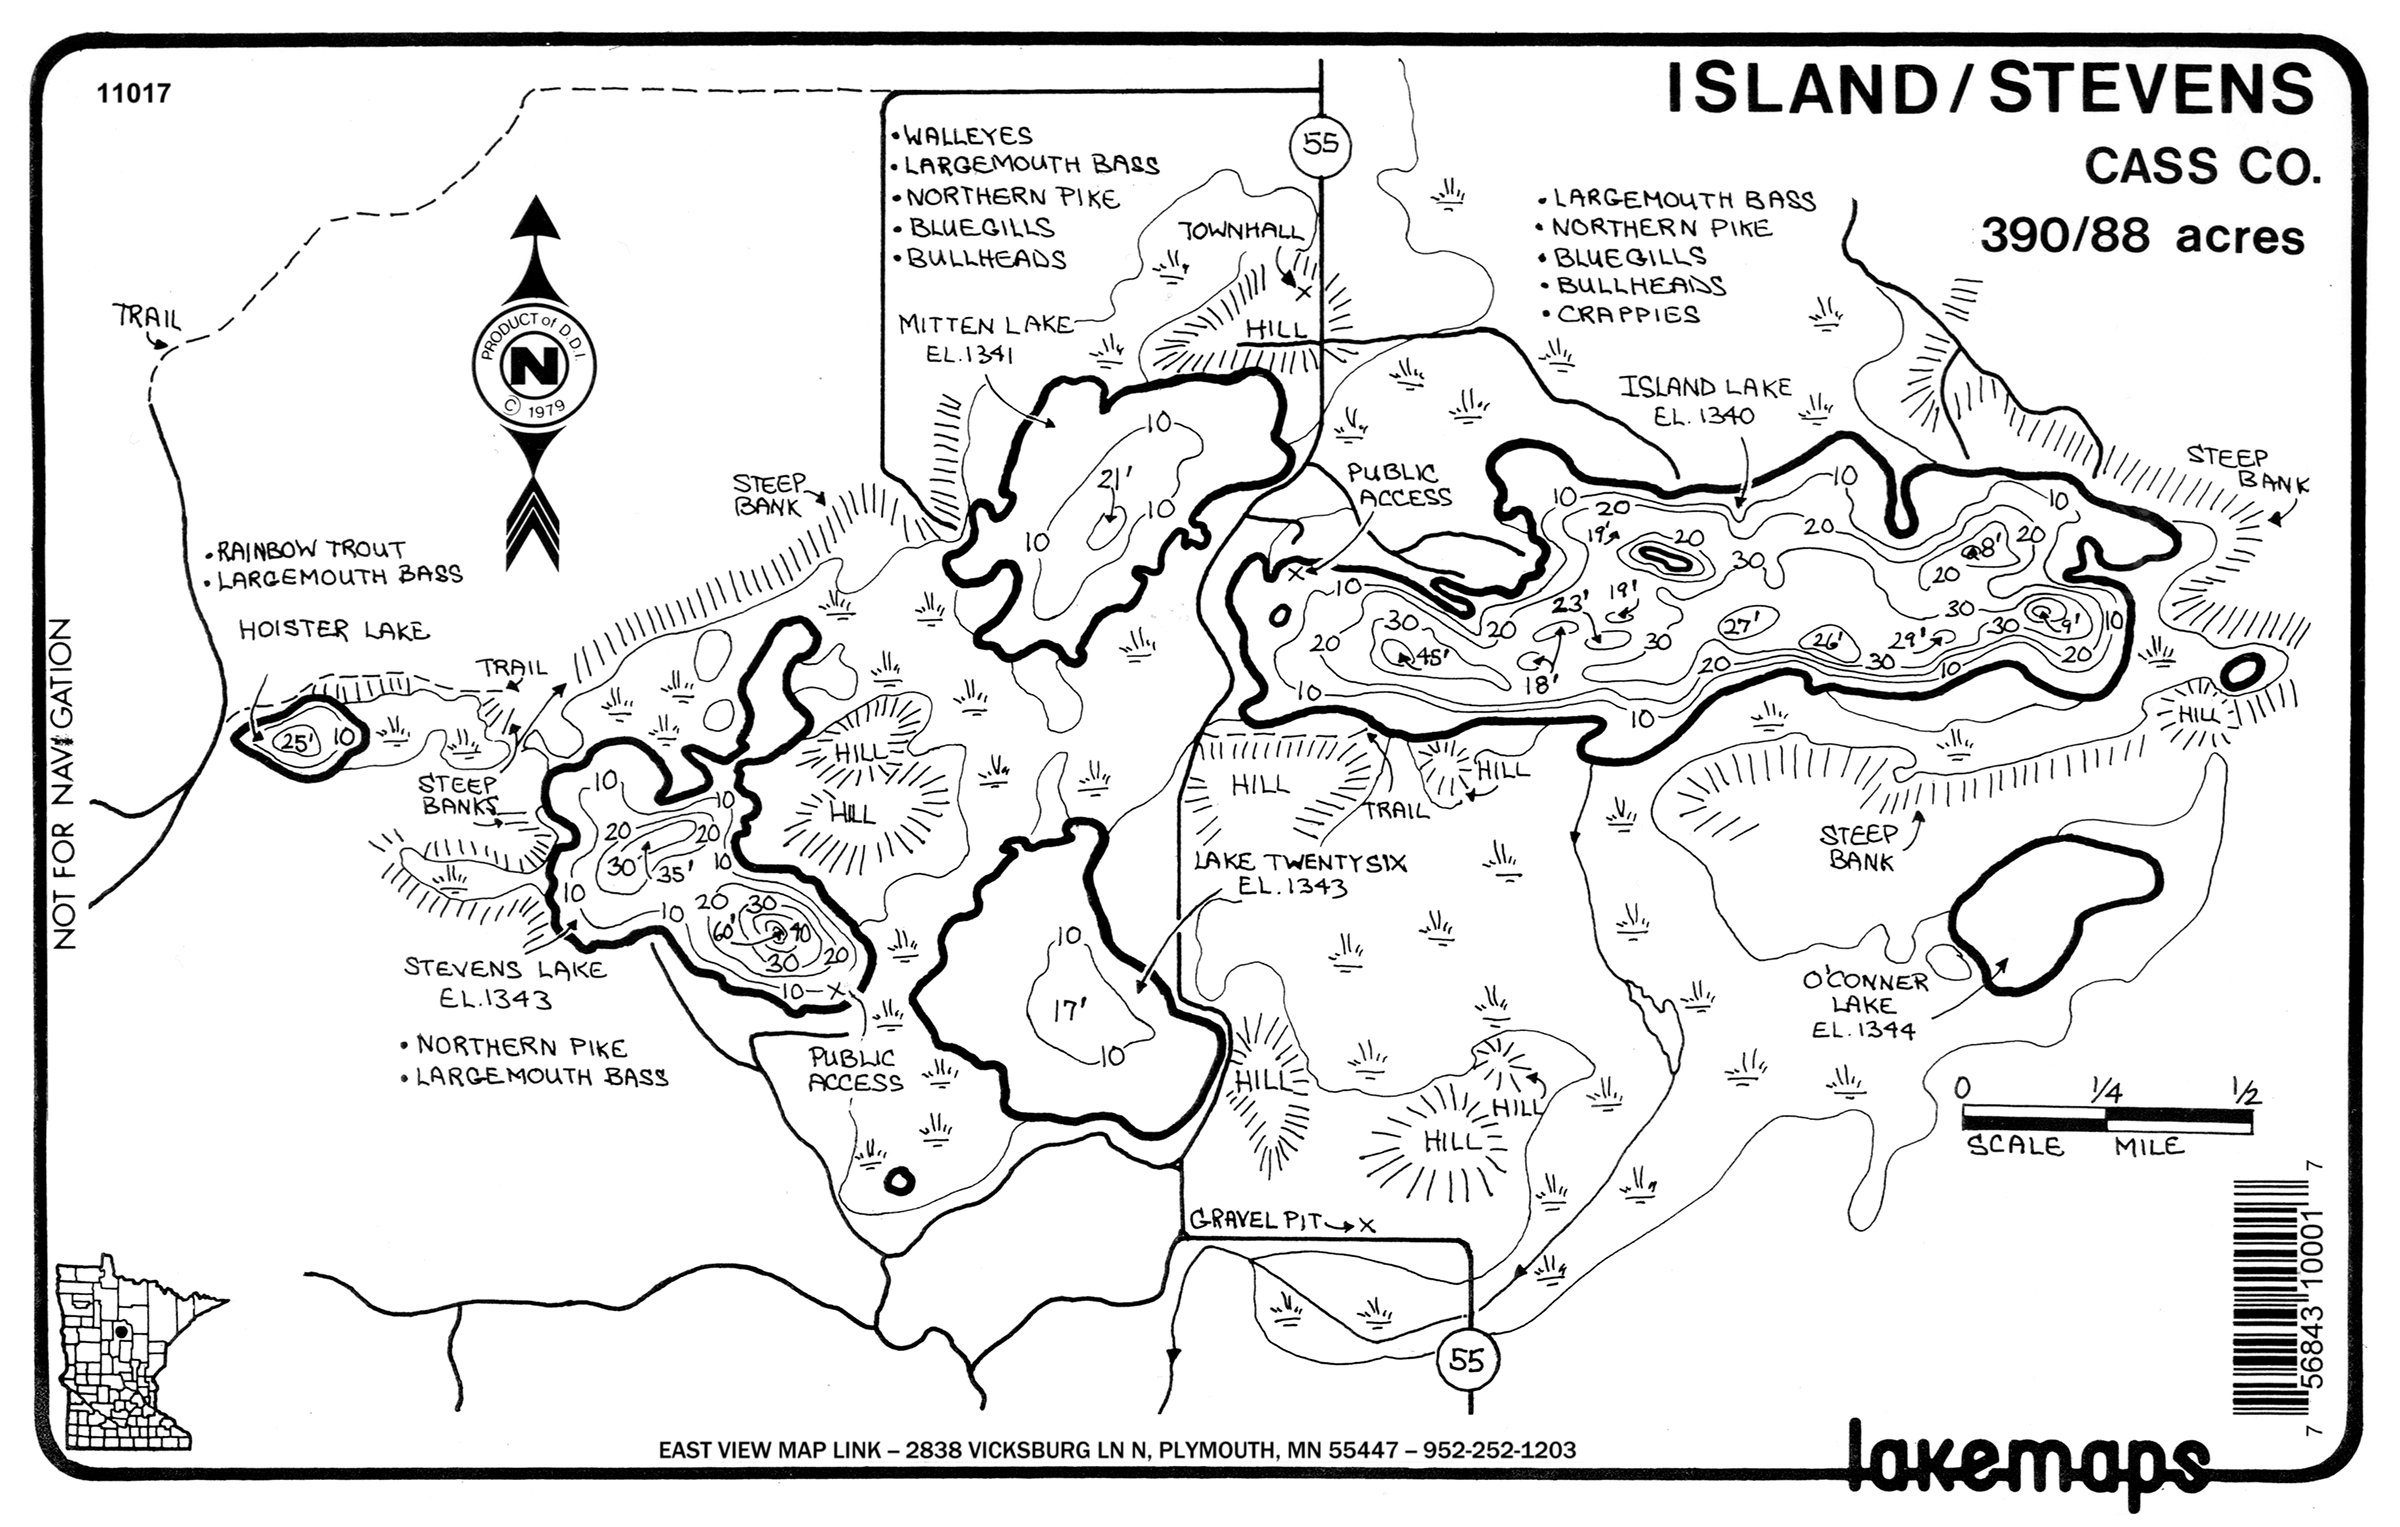 11017
ISLAND/STEVENS
CASS CO.
390/88 acres
55
•WALLEYES
•LARGEMOUTH BASS
•NORTHERN PIKE
•BLUEGILLS
•BULLHEADS
TOWNHALL
X
HILL
MITTEN LAKE
EL.1341
•LARGEMOUTH BASS
•NORTHERN PIKE
•BLUEGILLS
•BULLHEADS
•CRAPPIES
TRAIL
PRODUCT of D.D.I.
N
© 1979
ISLAND LAKE
EL. 1340
STEEP
BANK
STEEP
BANK
PUBLIC
ACCESS
X
10
21'
10
10
10
20
19'
20
30
10
20
10
8'
20
20
10
30
20
45'
10
20
23'
19'
18'
30
27'
26'
29'
30
30
9'
10
20
20
30
10
10
•RAINBOW TROUT
•LARGEMOUTH BASS
HOISTER LAKE
25'
10
TRAIL
STEEP
BANKS
NOT FOR NAVIGATION
HILL
HILL
HILL
HILL
TRAIL
HILL
STEEP
BANK
10
10
20
20
30
35'
10
10
10
20
30
60'
40
30
20
10
X
STEVENS LAKE
EL.1343
•NORTHERN PIKE
•LARGEMOUTH BASS
PUBLIC
ACCESS
LAKE TWENTYSIX
EL.1343
10
17'
10
O'CONNER
LAKE
EL.1344
HILL
HILL
HILL
0 1/4 1/2
SCALE MILE
GRAVEL PIT X
55
7 56843 10001 7
EAST VIEW MAP LINK – 2838 VICKSBURG LN N, PLYMOUTH, MN 55447 – 952-252-1203
lakemaps